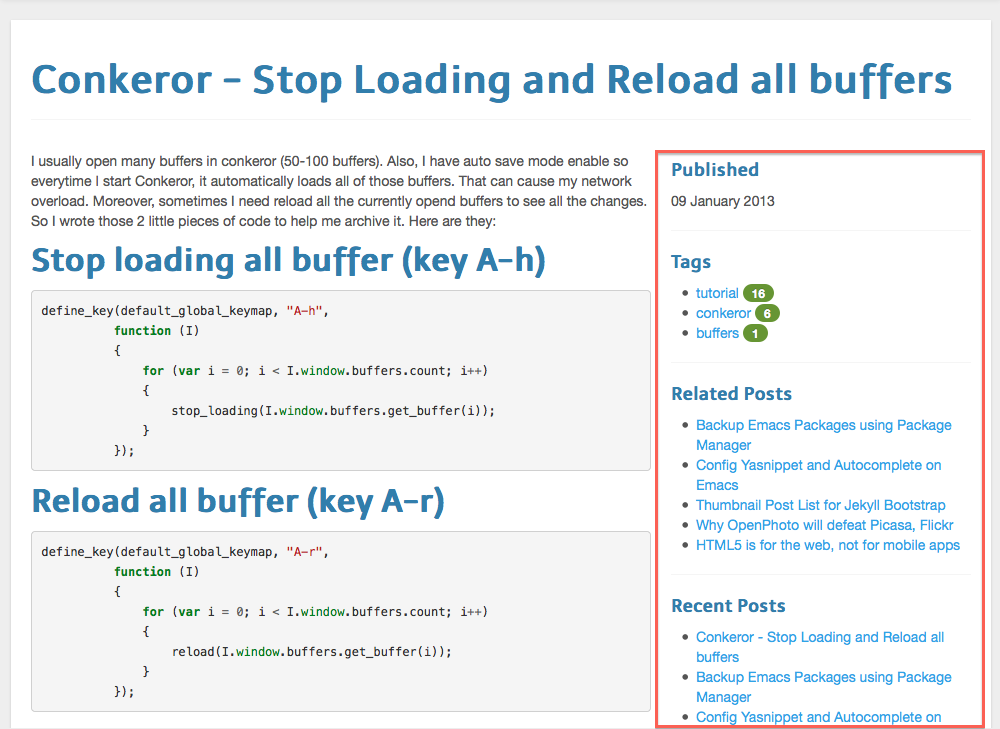 Conkeror - Stop Loading and Reload all buffers
I usually open many buffers in conkeror (50-100 buffers). Also, I have auto save mode enable so
everytime I start Conkeror, it automatically loads all of those buffers. That can cause my network
overload. Moreover, sometimes I need reload all the currently opend buffers to see all the changes.
So I wrote those 2 little pieces of code to help me archive it. Here are they:
Stop loading all buffer (key A-h)
define_key(default_global_keymap, "A-h",
function (I)
{
for (var i = 0; i < I.window.buffers.count; i++)
{
stop_loading(I.window.buffers.get_buffer(i));
}
});
Reload all buffer (key A-r)
define_key(default_global_keymap, "A-r",
function (I)
{
for (var i = 0; i < I.window.buffers.count; i++)
{
reload(I.window.buffers.get_buffer(i));
}
});
Published
09 January 2013
Tags
tutorial 16
conkeror 6
buffers 1
Related Posts
Backup Emacs Packages using Package
Manager
Config Yasnippet and Autocomplete on
Emacs
Thumbnail Post List for Jekyll Bootstrap
Why OpenPhoto will defeat Picasa, Flickr
HTML5 is for the web, not for mobile apps
Recent Posts
Conkeror - Stop Loading and Reload all
buffers
Backup Emacs Packages using Package
Manager
Config Yasnippet and Autocomplete on